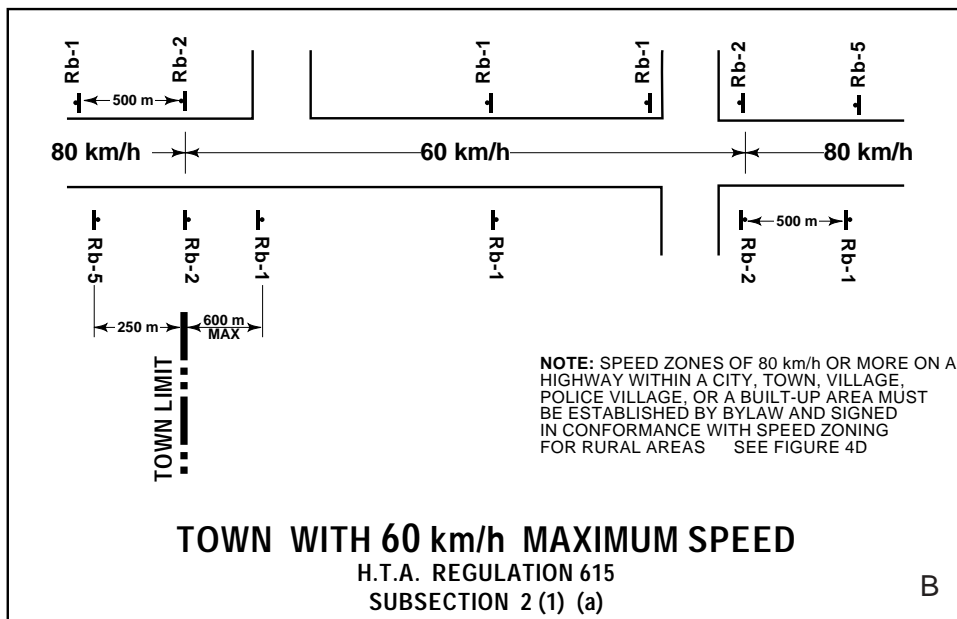 Rb-1
Rb-2
Rb-1
Rb-1
Rb-2
Rb-5
500 m
80 km/h
60 km/h
80 km/h
Rb-5
Rb-2
Rb-1
Rb-1
Rb-2
500 m
Rb-1
250 m
600 m
MAX
TOWN LIMIT
NOTE: SPEED ZONES OF 80 km/h OR MORE ON A
HIGHWAY WITHIN A CITY, TOWN, VILLAGE,
POLICE VILLAGE, OR A BUILT-UP AREA MUST
BE ESTABLISHED BY BYLAW AND SIGNED
IN CONFORMANCE WITH SPEED ZONING
FOR RURAL AREAS SEE FIGURE 4D
TOWN WITH 60 km/h MAXIMUM SPEED
H.T.A. REGULATION 615
SUBSECTION 2 (1) (a)
B